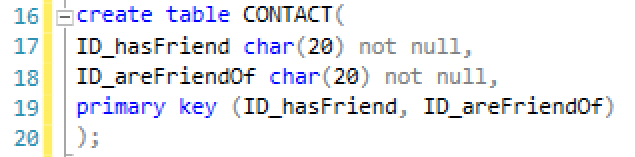 16 create table CONTACT(
17 ID_hasFriend char(20) not null,
18 ID_areFriendOf char(20) not null,
19 primary key (ID_hasFriend, ID_areFriendOf)
20 );